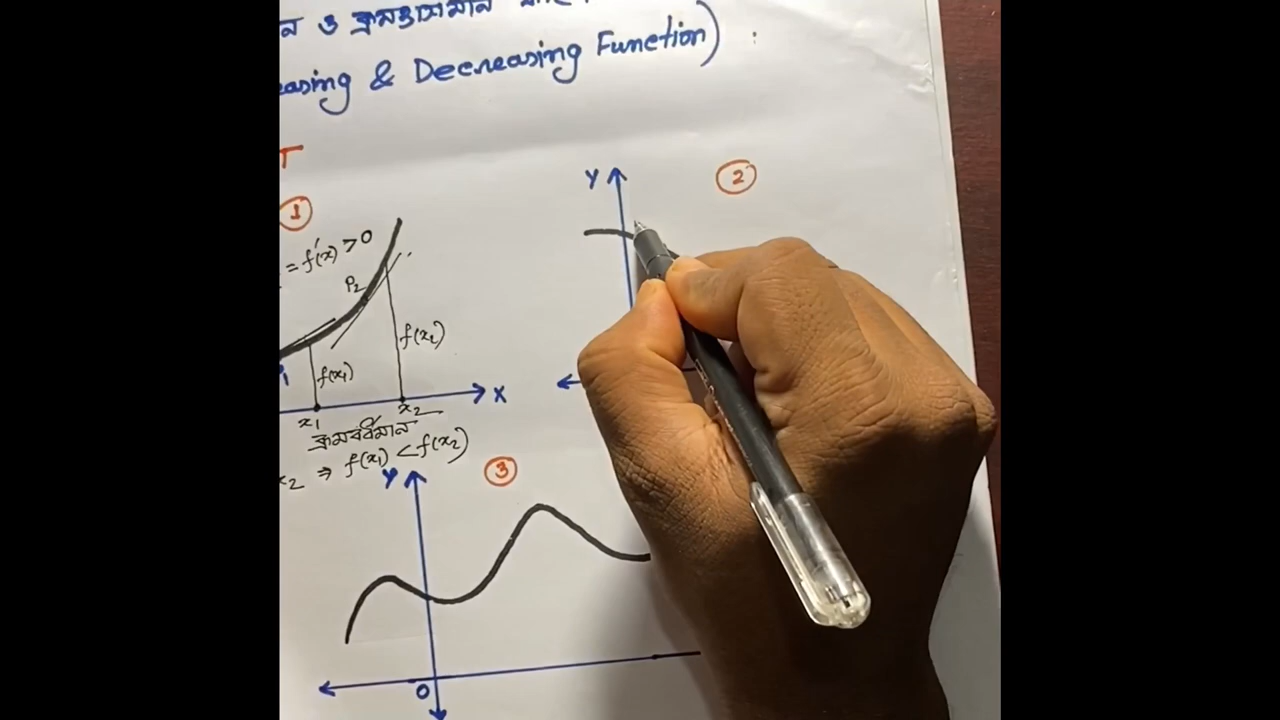 ও ক্রমহ্রাসমান
easing & Decreasing Function) :
T
1
2
Y
= f'(x) > 0
P2
f(x2)
f(x1)
X
x1
x2
ক্রমবর্ধমান
x2 ⇒ f(x1) < f(x2)
Y
3
O